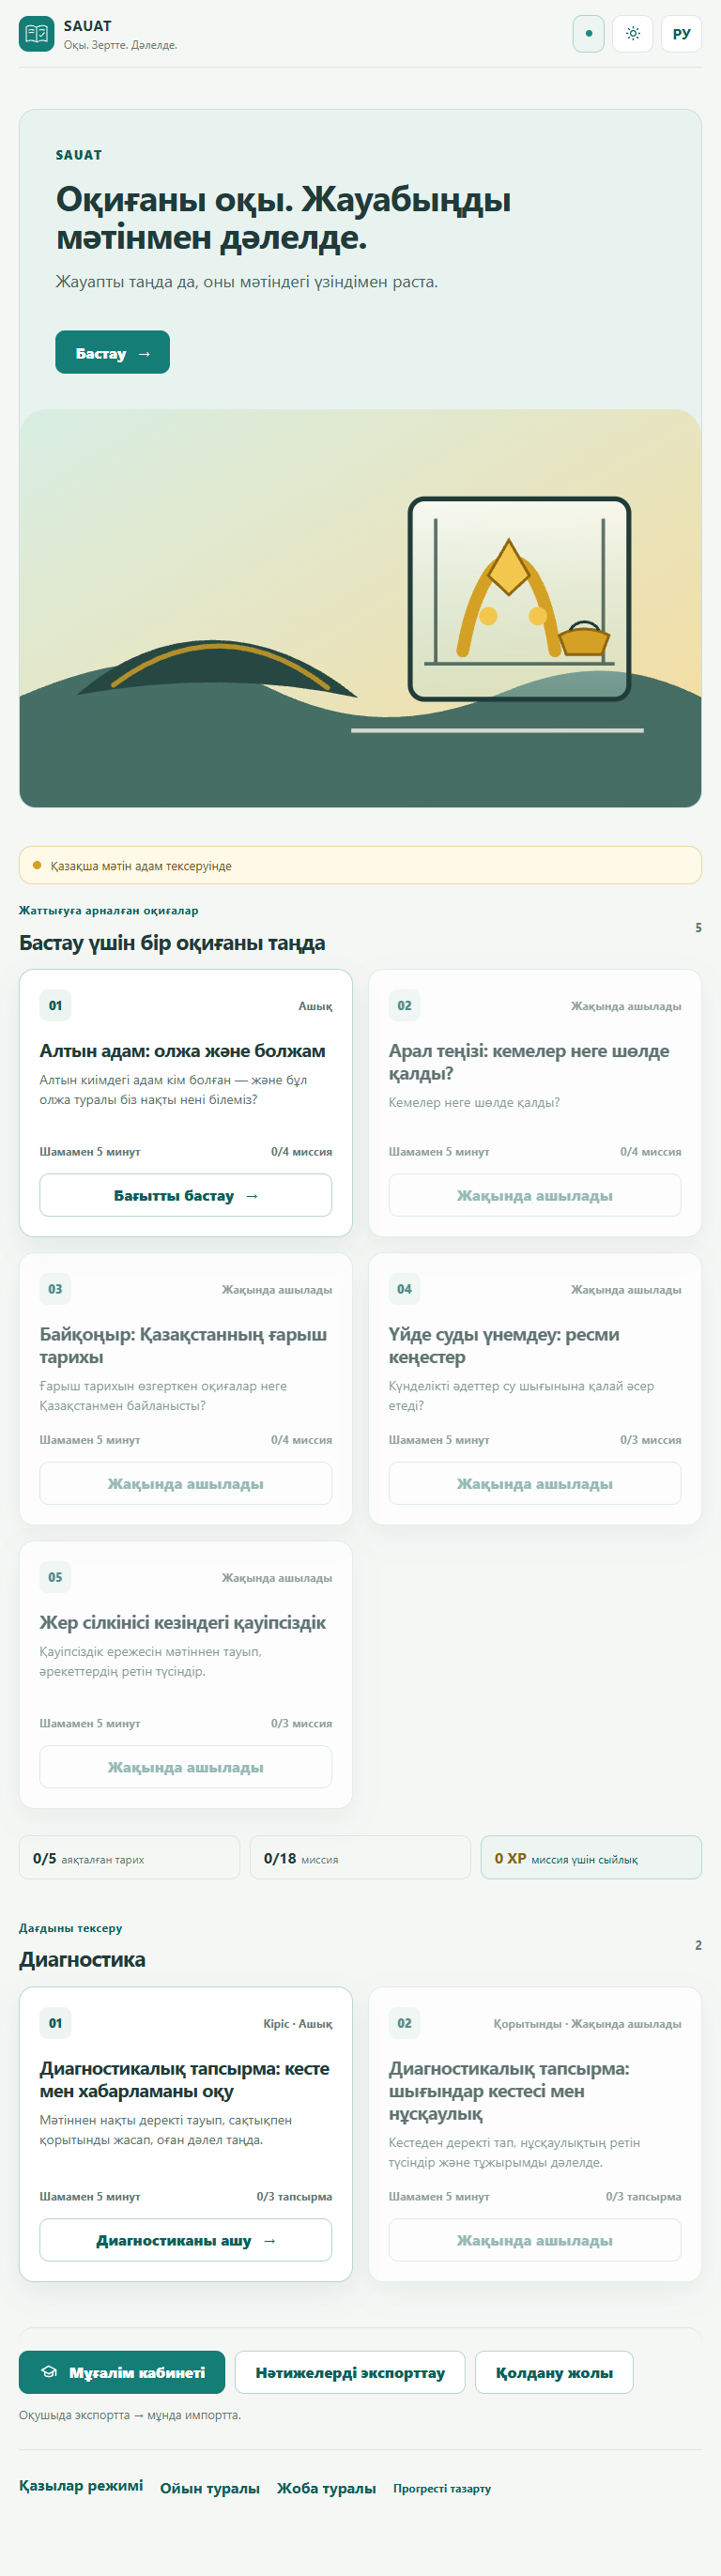 SAUAT
Оқы. Зертте. Дәлелде.
РУ
SAUAT
Оқиғаны оқы. Жауабыңды
мәтінмен дәлелде.
Жауапты таңда да, оны мәтіндегі үзіндімен раста.
Бастау →
Қазақша мәтін адам тексеруінде
Жаттығуға арналған оқиғалар
5
Бастау үшін бір оқиғаны таңда
01
Ашық
Алтын адам: олжа және болжам
Алтын киімдегі адам кім болған — және бұл
олжа туралы біз нақты нені білеміз?
Шамамен 5 минут
0/4 миссия
Бағытты бастау →
02
Жақында ашылады
Арал теңізі: кемелер неге шөлде
қалды?
Кемелер неге шөлде қалды?
Шамамен 5 минут
0/4 миссия
Жақында ашылады
03
Жақында ашылады
Байқоңыр: Қазақстанның ғарыш
тарихы
Ғарыш тарихын өзгерткен оқиғалар неге
Қазақстанмен байланысты?
Шамамен 5 минут
0/4 миссия
Жақында ашылады
04
Жақында ашылады
Үйде суды үнемдеу: ресми
кеңестер
Күнделікті әдеттер су шығынына қалай әсер
етеді?
Шамамен 5 минут
0/3 миссия
Жақында ашылады
05
Жақында ашылады
Жер сілкінісі кезіндегі қауіпсіздік
Қауіпсіздік ережесін мәтіннен тауып,
әрекеттердің ретін түсіндір.
Шамамен 5 минут
0/3 миссия
Жақында ашылады
0/5 аяқталған тарих
0/18 миссия
0 XP миссия үшін сыйлық
Дағдыны тексеру
2
Диагностика
01
Кіріс · Ашық
Диагностикалық тапсырма: кесте
мен хабарламаны оқу
Мәтіннен нақты деректі тауып, сақтықпен
қорытынды жасап, оған дәлел таңда.
Шамамен 5 минут
0/3 тапсырма
Диагностиканы ашу →
02
Қорытынды · Жақында ашылады
Диагностикалық тапсырма:
шығындар кестесі мен
нұсқаулық
Кестеден деректі тап, нұсқаулықтың ретін
түсіндір және тұжырымды дәлелде.
Шамамен 5 минут
0/3 тапсырма
Жақында ашылады
Мұғалім кабинеті
Нәтижелерді экспорттау
Қолдану жолы
Оқушыда экспортта → мұнда импортта.
Қазылар режимі
Ойын туралы
Жоба туралы
Прогресті тазарту